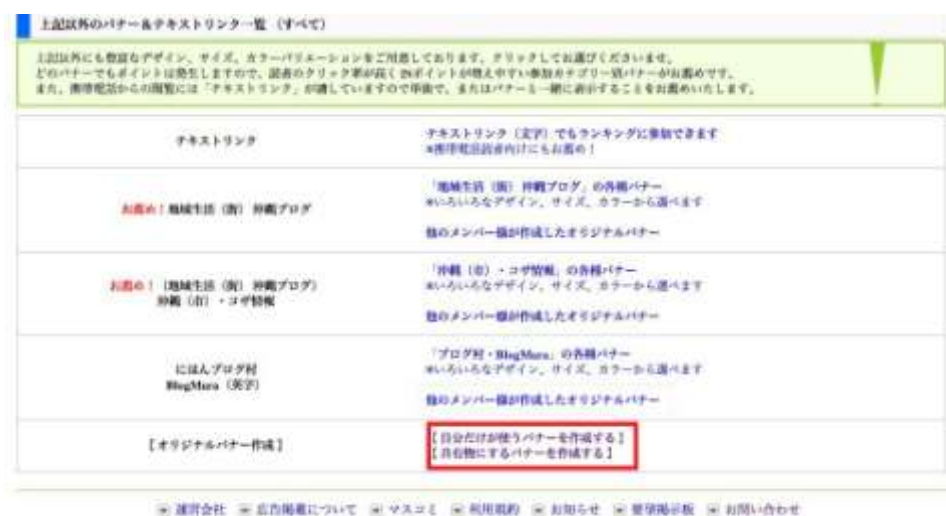 上記以外のバナー&テキストリンク一覧 (すべて)
上記以外にも豊富なデザイン、サイズ、カラーバリエーションをご用意しております。クリックしてお選びくださいませ。
どのバナーでもポイントは発生しますので、読者のクリック率が高く INポイントが増えやすい参加カテゴリー別バナーがお薦めです。
また、携帯電話からの閲覧には「テキストリンク」が適していますので単独で、またはバナーと一緒に表示することをお薦めいたします。
テキストリンク
テキストリンク(文字)でもランキングに参加できます
※携帯電話読者向けにもお薦め!
お薦め!地域生活(街) 沖縄ブログ
「地域生活(街) 沖縄ブログ」の各種バナー
※いろいろなデザイン、サイズ、カラーから選べます
他のメンバー様が作成したオリジナルバナー
お薦め!(地域生活(街) 沖縄ブログ)
沖縄(市)・コザ情報
「沖縄(市)・コザ情報」の各種バナー
※いろいろなデザイン、サイズ、カラーから選べます
他のメンバー様が作成したオリジナルバナー
にほんブログ村
BlogMura(英字)
「ブログ村・BlogMura」の各種バナー
※いろいろなデザイン、サイズ、カラーから選べます
他のメンバー様が作成したオリジナルバナー
【オリジナルバナー作成】
【自分だけが使うバナーを作成する】
【共有物にするバナーを作成する】
運営会社 広告掲載について マスコミ 利用規約 お知らせ 要望掲示板 お問い合わせ